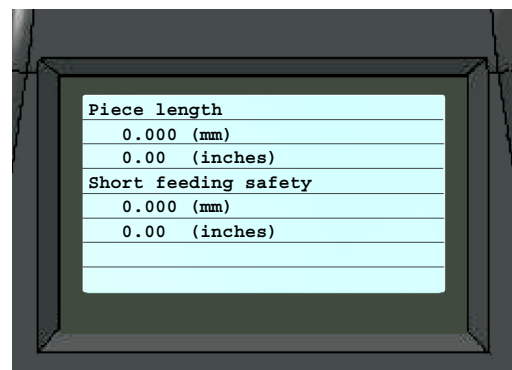 Piece length
0.000 (mm)
0.00 (inches)
Short feeding safety
0.000 (mm)
0.00 (inches)